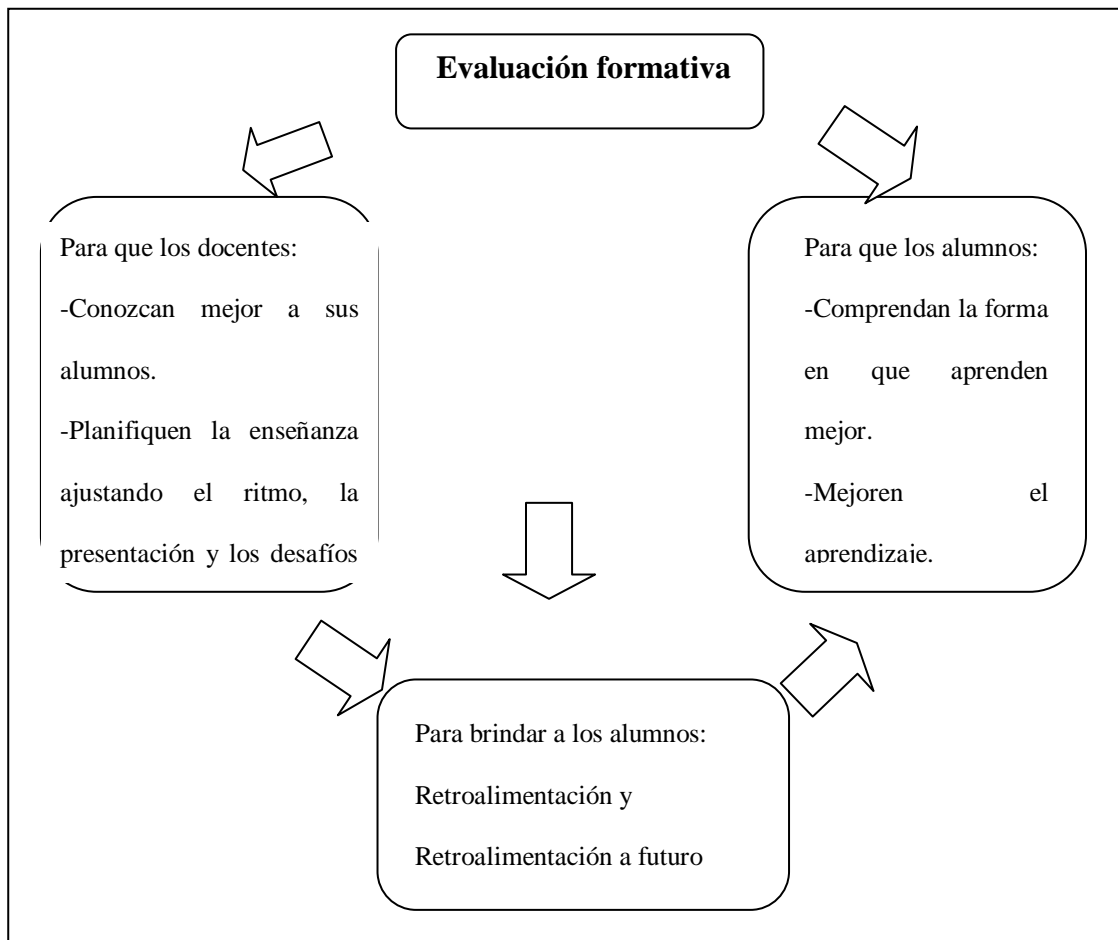 Evaluación formativa
Para que los docentes:
-Conozcan mejor a sus
alumnos.
-Planifiquen la enseñanza
ajustando el ritmo, la
presentación y los desafíos
Para que los alumnos:
-Comprendan la forma
en que aprenden
mejor.
-Mejoren el
aprendizaje.
Para brindar a los alumnos:
Retroalimentación y
Retroalimentación a futuro